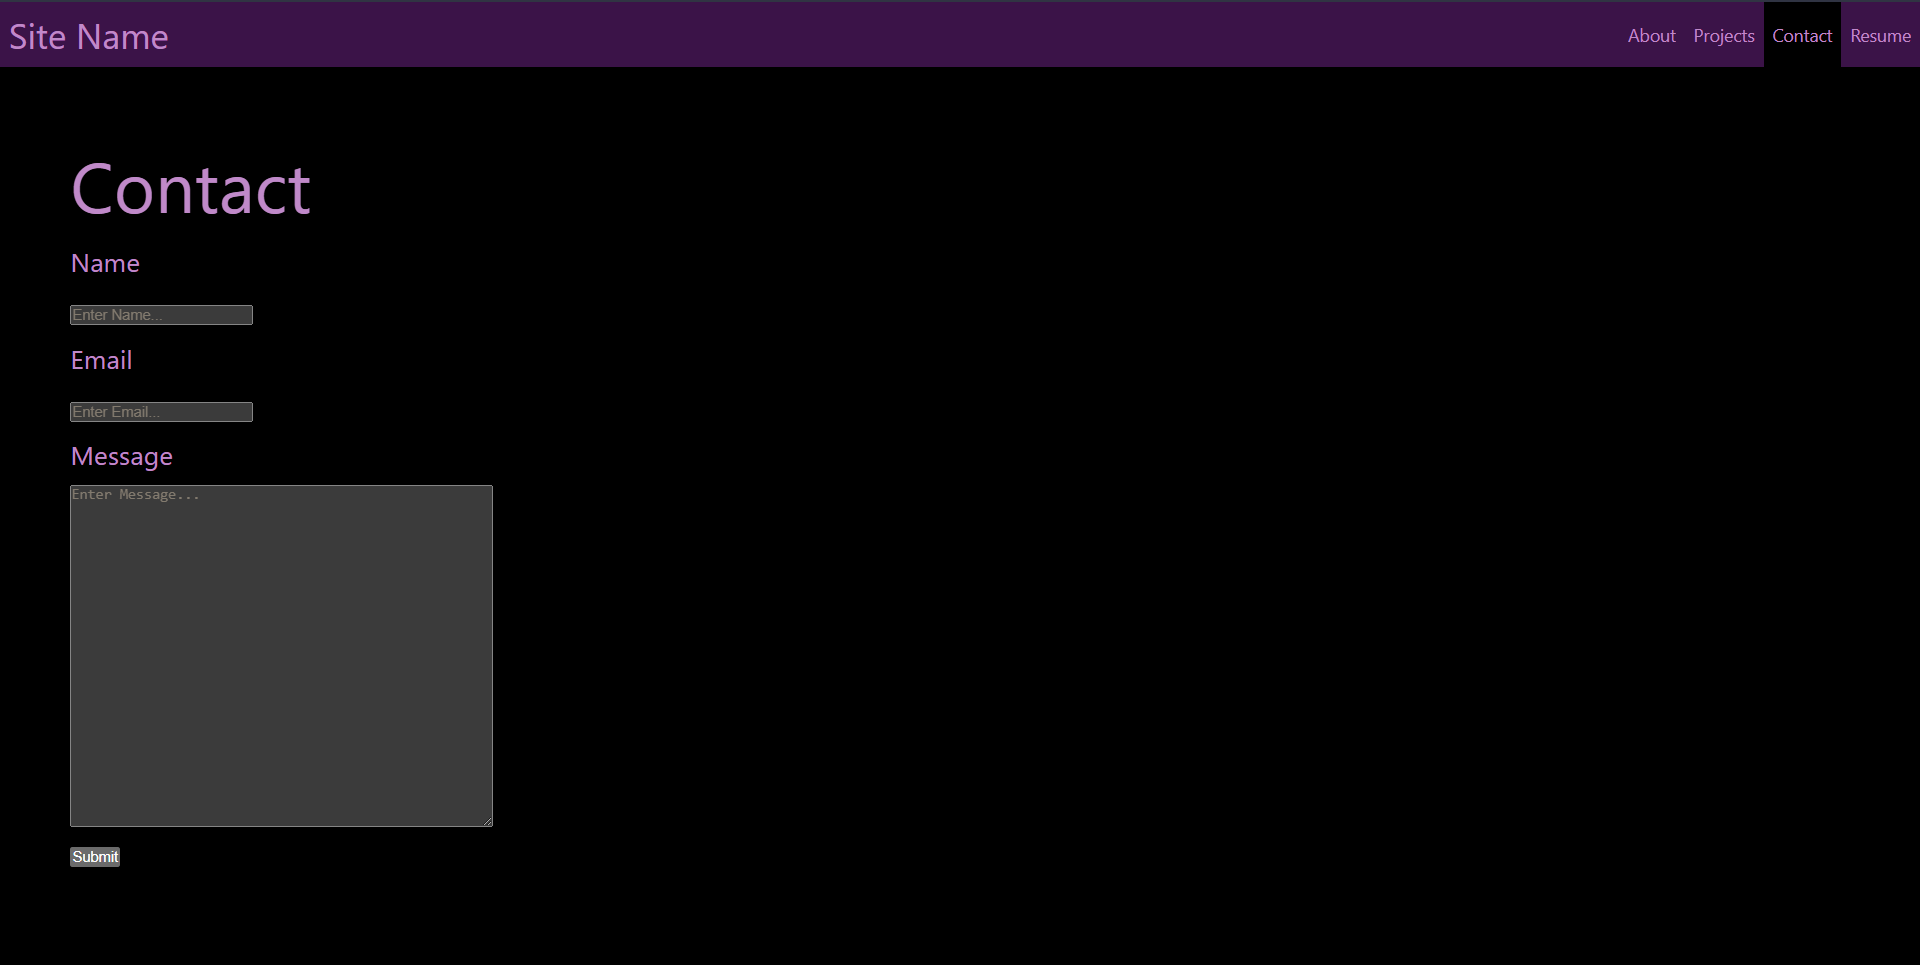 Site Name
About Projects Contact Resume
Contact
Name
Enter Name...
Email
Enter Email...
Message
Enter Message...
Submit